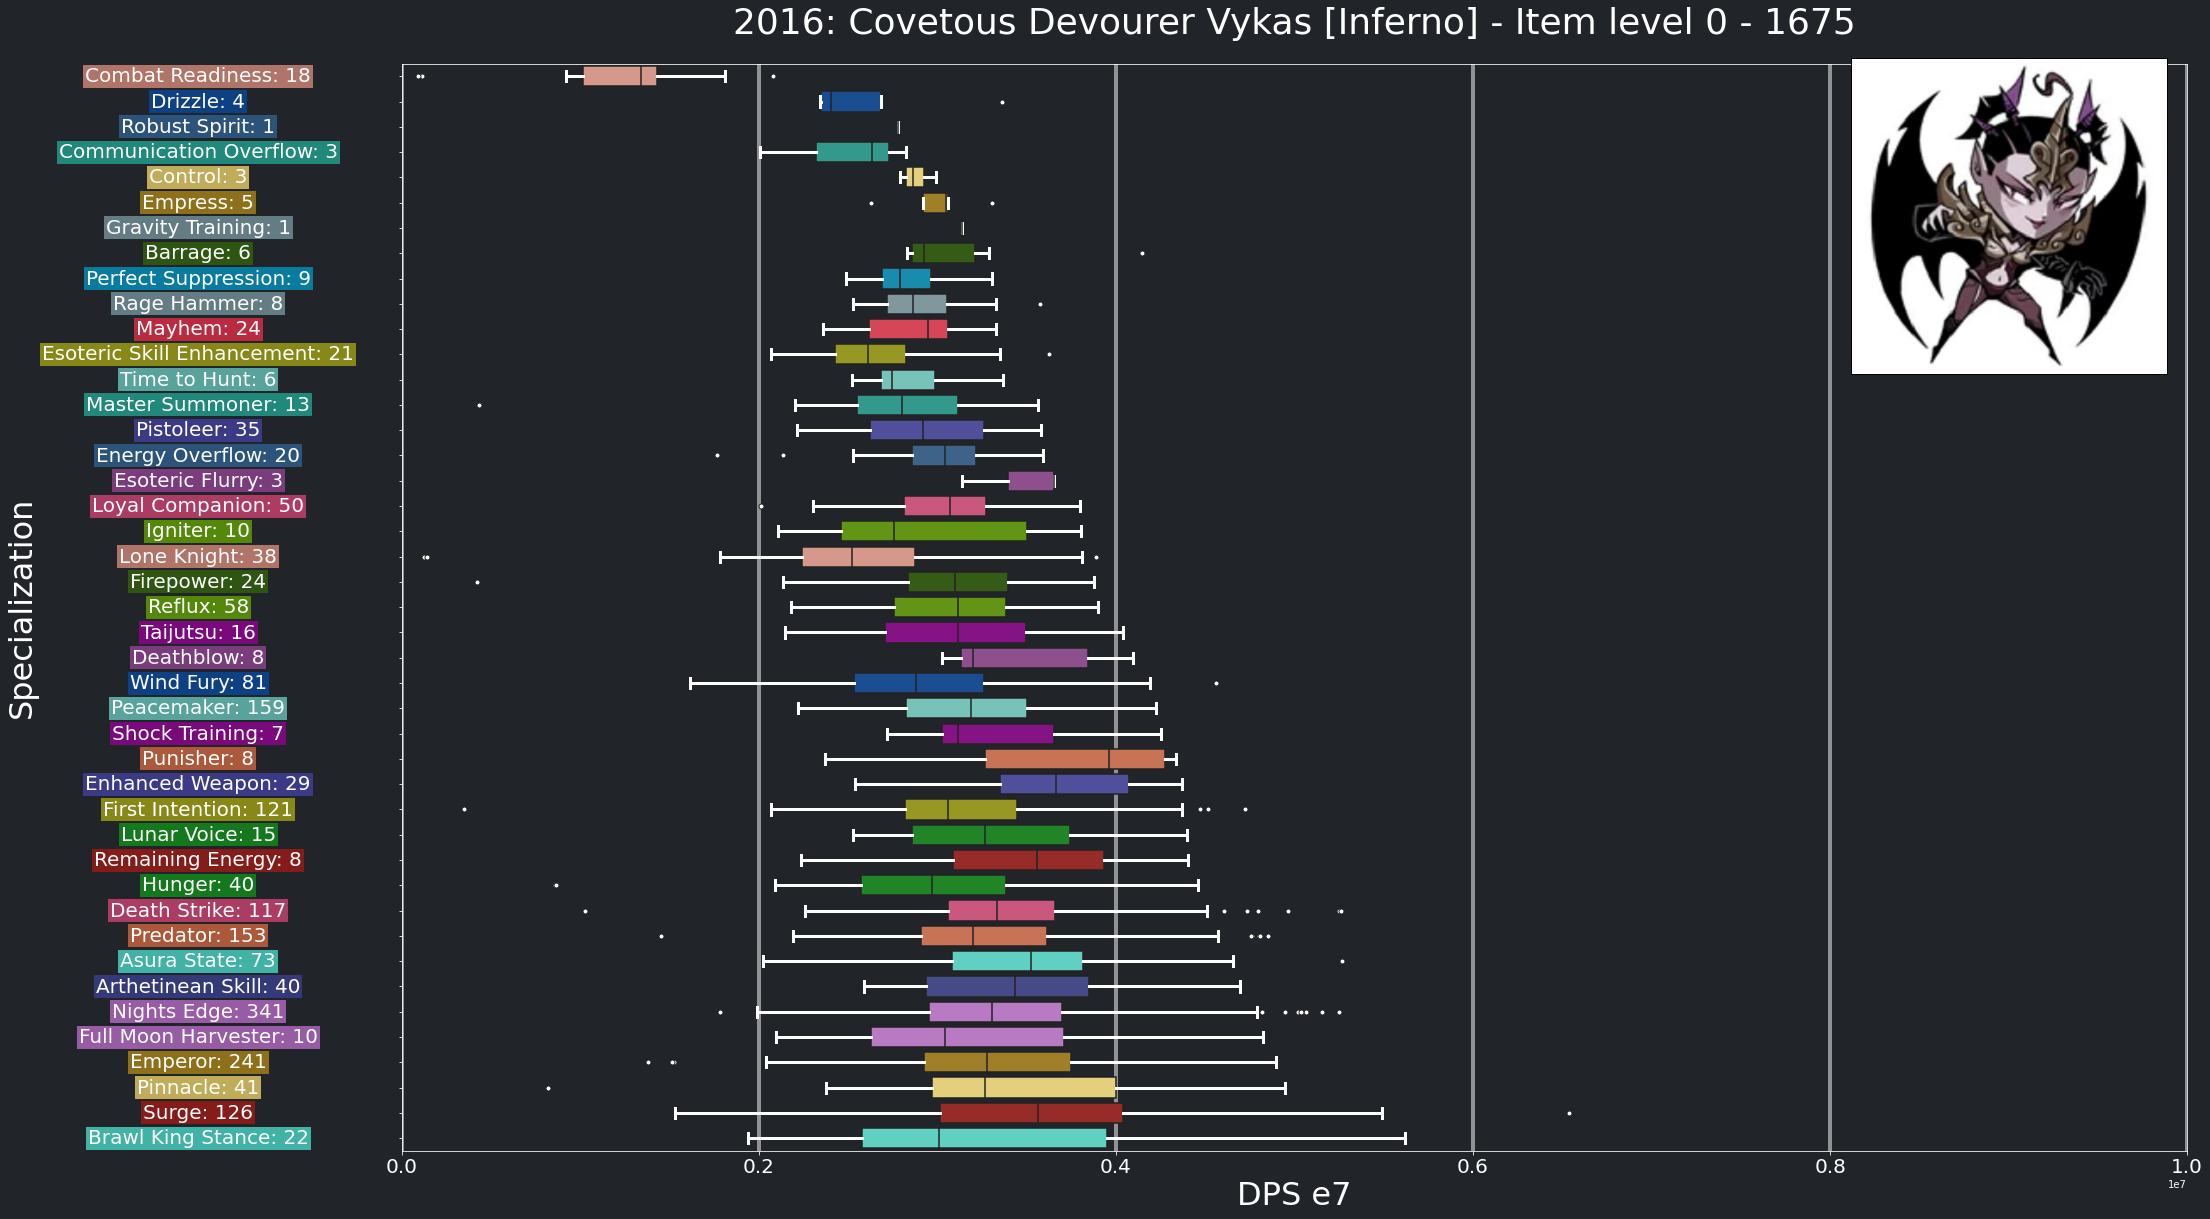 2016: Covetous Devourer Vykas [Inferno] - Item level 0 - 1675
Combat Readiness: 18
Drizzle: 4
Robust Spirit: 1
Communication Overflow: 3
Control: 3
Empress: 5
Gravity Training: 1
Barrage: 6
Perfect Suppression: 9
Rage Hammer: 8
Mayhem: 24
Esoteric Skill Enhancement: 21
Time to Hunt: 6
Master Summoner: 13
Pistoleer: 35
Energy Overflow: 20
Esoteric Flurry: 3
Loyal Companion: 50
Igniter: 10
Lone Knight: 38
Firepower: 24
Reflux: 58
Taijutsu: 16
Deathblow: 8
Wind Fury: 81
Peacemaker: 159
Shock Training: 7
Punisher: 8
Enhanced Weapon: 29
First Intention: 121
Lunar Voice: 15
Remaining Energy: 8
Hunger: 40
Death Strike: 117
Predator: 153
Asura State: 73
Arthetinean Skill: 40
Nights Edge: 341
Full Moon Harvester: 10
Emperor: 241
Pinnacle: 41
Surge: 126
Brawl King Stance: 22
Specialization
0.0 0.2 0.4 0.6 0.8 1.0
1e7
DPS e7